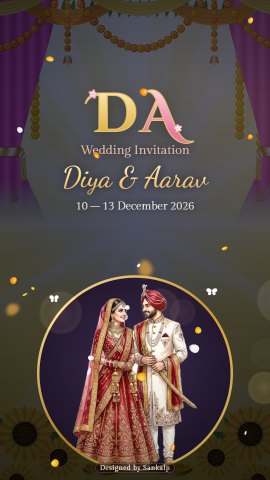 DA
Wedding Invitation
Diya & Aarav
10 — 13 December 2026
Designed by Sankalp